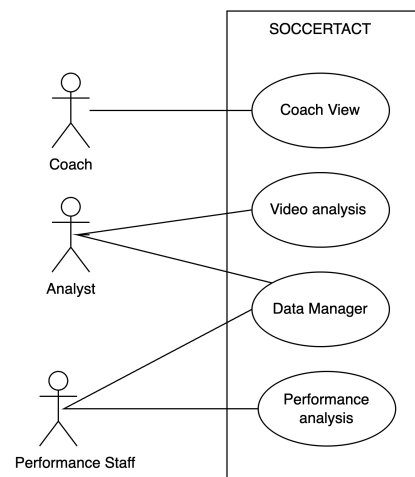 SOCCERTACT
Coach View
Coach
Video analysis
Analyst
Data Manager
Performance
analysis
Performance Staff